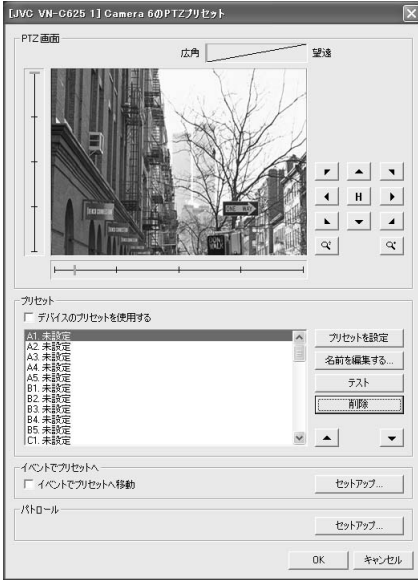 [JVC VN-C625 1] Camera 6のPTZプリセット
PTZ 画面
広角
望遠
ONE WAY
DONT WALK
H
プリセット
デバイスのプリセットを使用する
A1. 未設定
A2. 未設定
A3. 未設定
A4. 未設定
A5. 未設定
B1. 未設定
B2. 未設定
B3. 未設定
B4. 未設定
B5. 未設定
C1. 未設定
プリセットを設定
名前を編集する...
テスト
削除
イベントでプリセットへ
イベントでプリセットへ移動
セットアップ...
パトロール
セットアップ...
OK
キャンセル